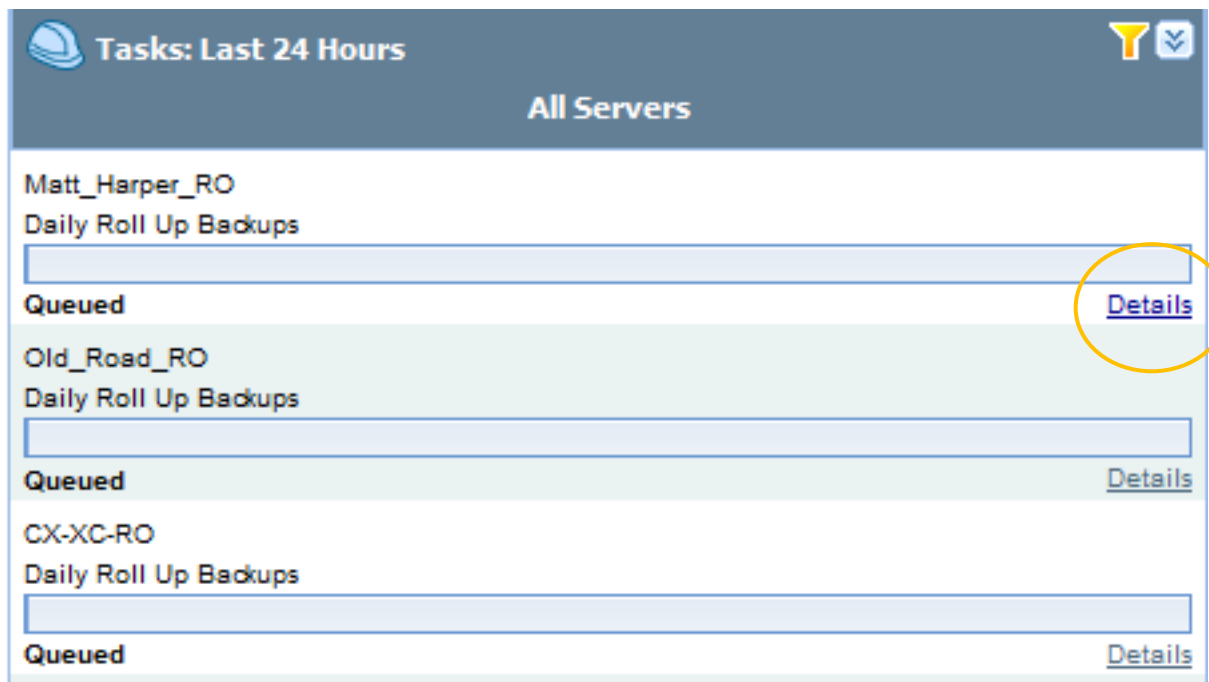 Tasks: Last 24 Hours
All Servers
Matt_Harper_RO
Daily Roll Up Backups
Queued Details
Old_Road_RO
Daily Roll Up Backups
Queued Details
CX-XC-RO
Daily Roll Up Backups
Queued Details